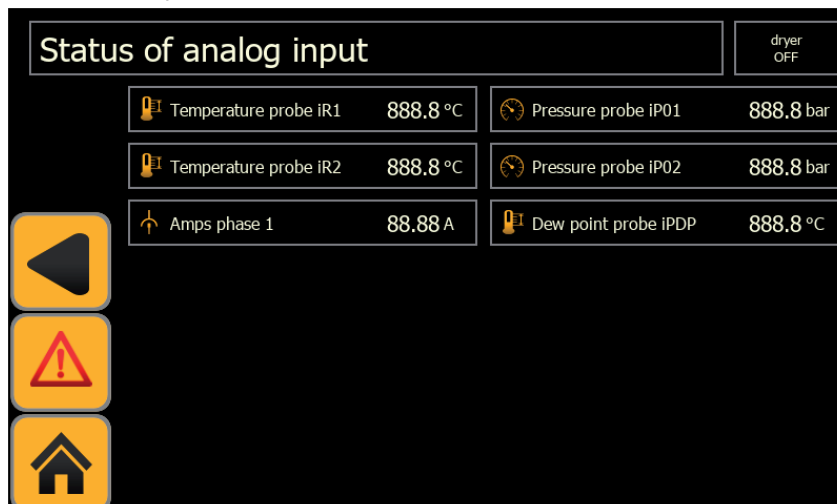 Status of analog input
dryer
OFF
Temperature probe iR1 888.8 °C
Pressure probe iP01 888.8 bar
Temperature probe iR2 888.8 °C
Pressure probe iP02 888.8 bar
Amps phase 1 88.88 A
Dew point probe iPDP 888.8 °C